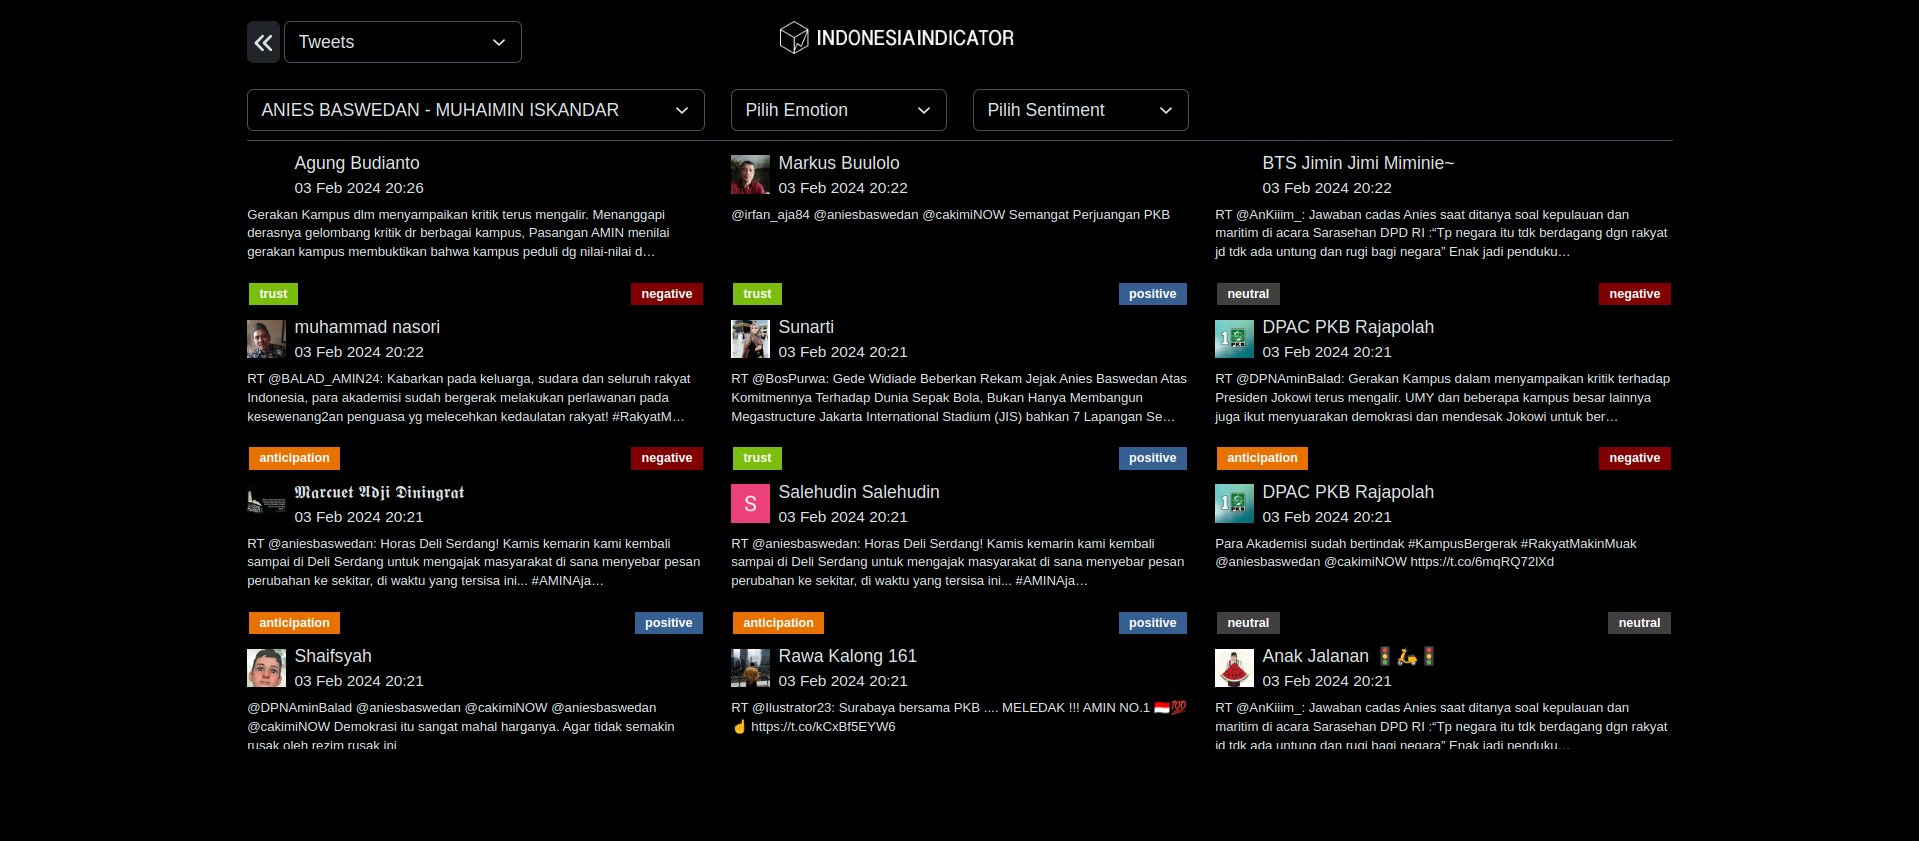 Tweets
INDONESIA INDICATOR
ANIES BASWEDAN - MUHAIMIN ISKANDAR
Pilih Emotion
Pilih Sentiment
Agung Budianto
03 Feb 2024 20:26
Gerakan Kampus dlm menyampaikan kritik terus mengalir. Menanggapi
derasnya gelombang kritik dr berbagai kampus, Pasangan AMIN menilai
gerakan kampus membuktikan bahwa kampus peduli dg nilai-nilai d…
trust
negative
Markus Buulolo
03 Feb 2024 20:22
@irfan_aja84 @aniesbaswedan @cakimiNOW Semangat Perjuangan PKB
trust
positive
BTS Jimin Jimi Miminie~
03 Feb 2024 20:22
RT @AnKiiim_: Jawaban cadas Anies saat ditanya soal kepulauan dan
maritim di acara Sarasehan DPD RI :“Tp negara itu tdk berdagang dgn rakyat
jd tdk ada untung dan rugi bagi negara” Enak jadi penduku…
neutral
negative
muhammad nasori
03 Feb 2024 20:22
RT @BALAD_AMIN24: Kabarkan pada keluarga, sudara dan seluruh rakyat
Indonesia, para akademisi sudah bergerak melakukan perlawanan pada
kesewenang2an penguasa yg melecehkan kedaulatan rakyat! #RakyatM…
anticipation
negative
Sunarti
03 Feb 2024 20:21
RT @BosPurwa: Gede Widiade Beberkan Rekam Jejak Anies Baswedan Atas
Komitmennya Terhadap Dunia Sepak Bola, Bukan Hanya Membangun
Megastructure Jakarta International Stadium (JIS) bahkan 7 Lapangan Se…
trust
positive
1
PKB
DPAC PKB Rajapolah
03 Feb 2024 20:21
RT @DPNAminBalad: Gerakan Kampus dalam menyampaikan kritik terhadap
Presiden Jokowi terus mengalir. UMY dan beberapa kampus besar lainnya
juga ikut menyuarakan demokrasi dan mendesak Jokowi untuk ber…
anticipation
negative
𝕸𝖆𝖗𝖈𝖚𝖊𝖙 𝕬𝖉𝖏𝖎 𝕯𝖎𝖓𝖎𝖓𝖌𝖗𝖆𝖙
03 Feb 2024 20:21
RT @aniesbaswedan: Horas Deli Serdang! Kamis kemarin kami kembali
sampai di Deli Serdang untuk mengajak masyarakat di sana menyebar pesan
perubahan ke sekitar, di waktu yang tersisa ini... #AMINAja…
anticipation
positive
S
Salehudin Salehudin
03 Feb 2024 20:21
RT @aniesbaswedan: Horas Deli Serdang! Kamis kemarin kami kembali
sampai di Deli Serdang untuk mengajak masyarakat di sana menyebar pesan
perubahan ke sekitar, di waktu yang tersisa ini... #AMINAja…
anticipation
positive
1
PKB
DPAC PKB Rajapolah
03 Feb 2024 20:21
Para Akademisi sudah bertindak #KampusBergerak #RakyatMakinMuak
@aniesbaswedan @cakimiNOW https://t.co/6mqRQ72lXd
neutral
neutral
Shaifsyah
03 Feb 2024 20:21
@DPNAminBalad @aniesbaswedan @cakimiNOW @aniesbaswedan
@cakimiNOW Demokrasi itu sangat mahal harganya. Agar tidak semakin
rusak oleh rezim rusak ini
Rawa Kalong 161
03 Feb 2024 20:21
RT @Ilustrator23: Surabaya bersama PKB .... MELEDAK !!! AMIN NO.1 🇮🇩💯
☝️ https://t.co/kCxBf5EYW6
Anak Jalanan 🚦🛵🚦
03 Feb 2024 20:21
RT @AnKiiim_: Jawaban cadas Anies saat ditanya soal kepulauan dan
maritim di acara Sarasehan DPD RI :“Tp negara itu tdk berdagang dgn rakyat
jd tdk ada untung dan rugi bagi negara” Enak jadi penduku…